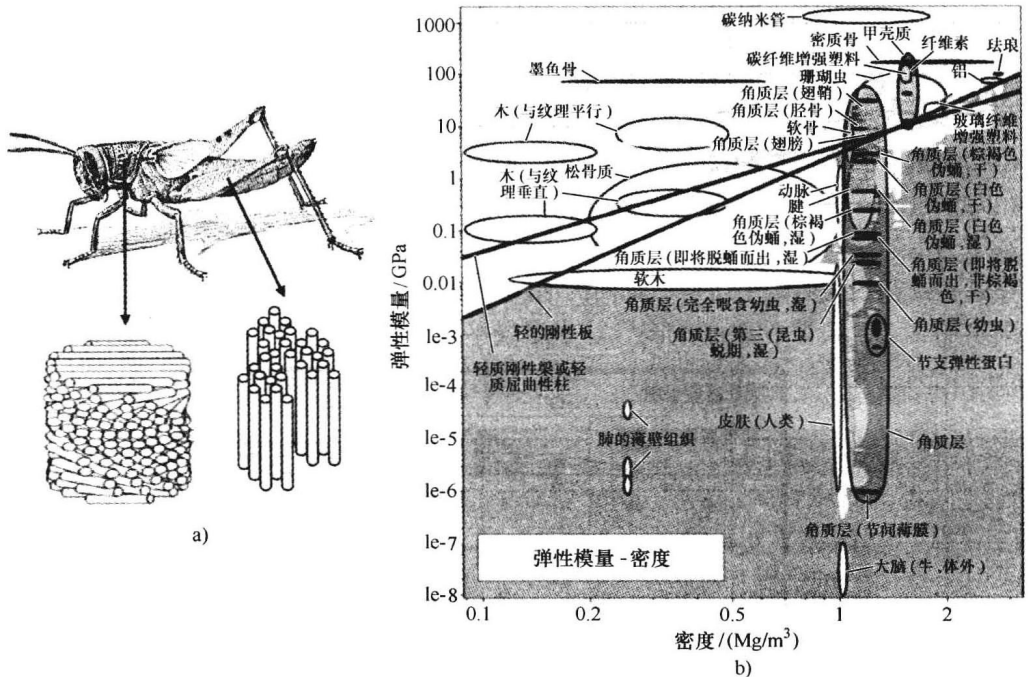 1000
100
10
1
0.1
0.01
1e-3
1e-4
1e-5
1e-6
1e-7
1e-8
弹性模量/GPa
碳纳米管
密质骨
甲壳质
纤维素
珐琅
碳纤维增强塑料
铝
墨鱼骨
珊瑚虫
角质层(翅鞘)
木(与纹理平行)
角质层(胫骨)
玻璃纤维
增强塑料
软骨
角质层(翅膀)
角质层(棕褐色
伪蛹,干)
木(与纹
理垂直)
松骨质
动脉
腱
角质层(白色
伪蛹,干)
角质层(棕褐
色伪蛹,湿)
角质层(白色
伪蛹,湿)
角质层(即将脱蛹而出,湿)
角质层(即将脱
蛹而出,非棕褐
色,干)
软木
角质层(完全喂食幼虫,湿)
角质层(幼虫)
轻的刚性板
角质层(第三(昆虫)
蜕期,湿)
节支弹性蛋白
轻质刚性梁或轻
质屈曲性柱
皮肤(人类)
肺的薄壁组织
角质层
角质层(节间薄膜)
弹性模量-密度
大脑(牛,体外)
0.1
0.2
0.5
1
2
密度/(Mg/m³)
a)
b)